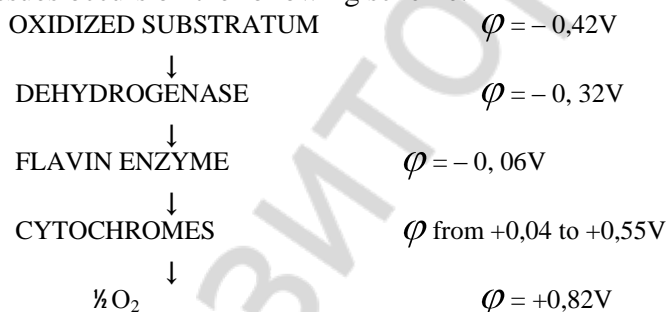 OXIDIZED SUBSTRATUM φ = – 0,42V
↓
DEHYDROGENASE φ = – 0, 32V
↓
FLAVIN ENZYME φ = – 0, 06V
↓
CYTOCHROMES φ from +0,04 to +0,55V
↓
½ O₂ φ = +0,82V
ЗИТО